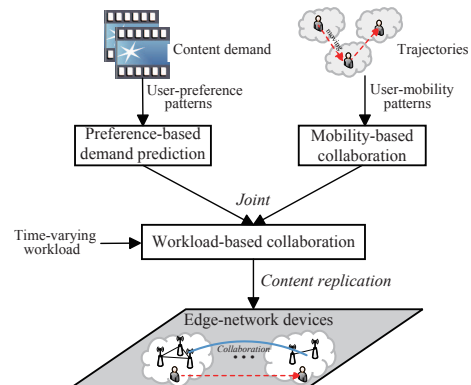 Content demand
moving
Trajectories
User-preference
patterns
User-mobility
patterns
Preference-based
demand prediction
Mobility-based
collaboration
Joint
Time-varying
workload
Workload-based collaboration
Content replication
Edge-network devices
Collaboration